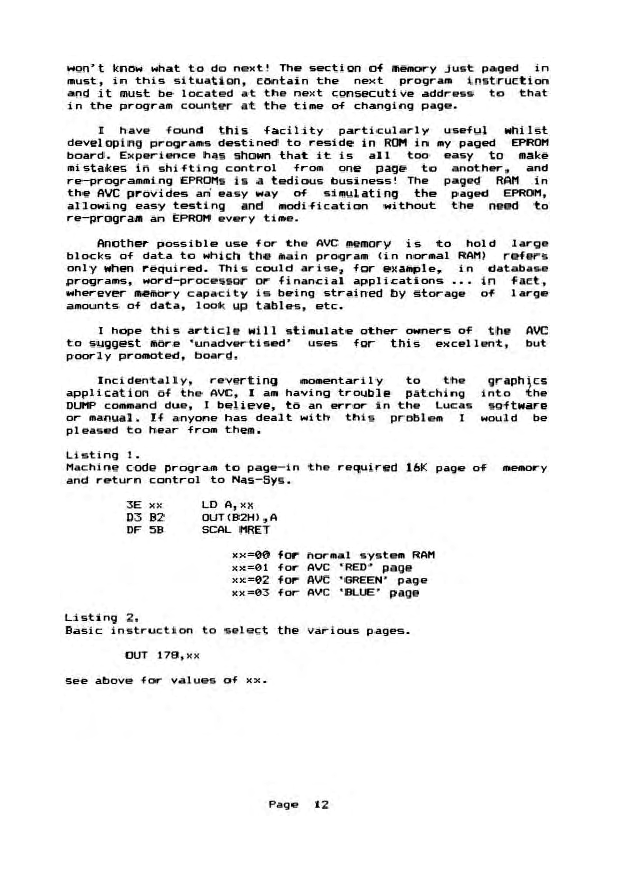 won't know what to do next! The section of memory just paged in
must, in this situation, contain the next program instruction
and it must be located at the next consecutive address to that
in the program counter at the time of changing page.
I have found this facility particularly useful whilst
developing programs destined to reside in ROM in my paged EPROM
board. Experience has shown that it is all too easy to make
mistakes in shifting control from one page to another, and
re-programming EPROMs is a tedious business! The paged RAM in
the AVC provides an easy way of simulating the paged EPROM,
allowing easy testing and modification without the need to
re-program an EPROM every time.
Another possible use for the AVC memory is to hold large
blocks of data to which the main program (in normal RAM) refers
only when required. This could arise, for example, in database
programs, word-processor or financial applications ... in fact,
wherever memory capacity is being strained by storage of large
amounts of data, look up tables, etc.
I hope this article will stimulate other owners of the AVC
to suggest more 'unadvertised' uses for this excellent, but
poorly promoted, board.
Incidentally, reverting momentarily to the graphics
application of the AVC, I am having trouble patching into the
DUMP command due, I believe, to an error in the Lucas software
or manual. If anyone has dealt with this problem I would be
pleased to hear from them.
Listing 1.
Machine code program to page-in the required 16K page of memory
and return control to Nas-Sys.
3E xx LD A,xx
D3 B2 OUT(B2H),A
DF 5B SCAL MRET
xx=00 for normal system RAM
xx=01 for AVC 'RED' page
xx=02 for AVC 'GREEN' page
xx=03 for AVC 'BLUE' page
Listing 2.
Basic instruction to select the various pages.
OUT 178,xx
see above for values of xx.
Page 12